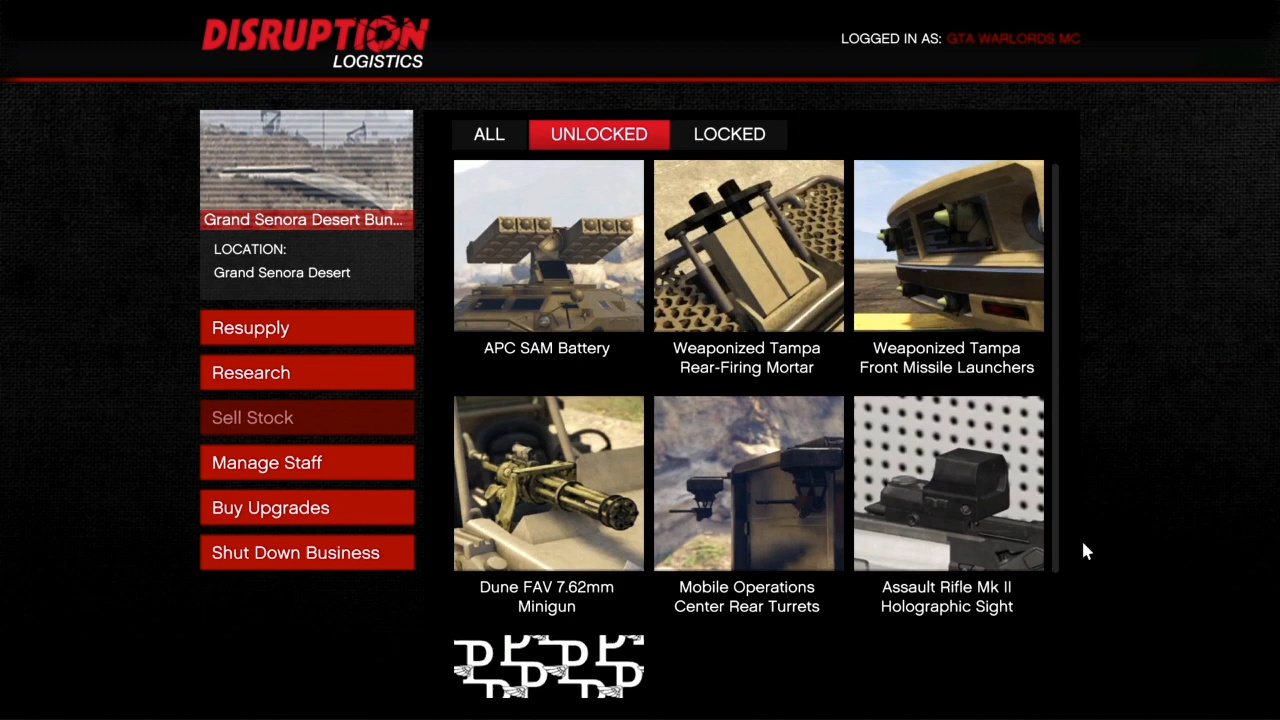 DISRUPTION
LOGISTICS
LOGGED IN AS: GTA WARLORDS MC
Grand Senora Desert Bun...
LOCATION:
Grand Senora Desert
Resupply
Research
Sell Stock
Manage Staff
Buy Upgrades
Shut Down Business
ALL
UNLOCKED
LOCKED
APC SAM Battery
Weaponized Tampa
Rear-Firing Mortar
Weaponized Tampa
Front Missile Launchers
Dune FAV 7.62mm
Minigun
Mobile Operations
Center Rear Turrets
Assault Rifle Mk II
Holographic Sight